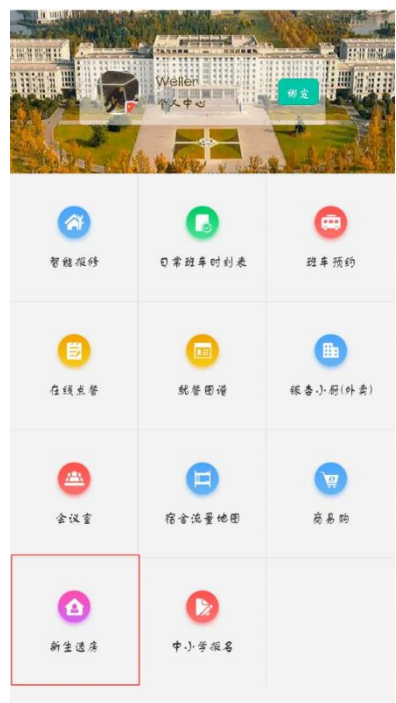 Weller
个人中心
绑定
智能报修
日常班车时刻表
班车预约
在线点餐
就餐图谱
银杏小厨(外卖)
会议室
宿舍流量地图
商易购
新生选房
中小学报名